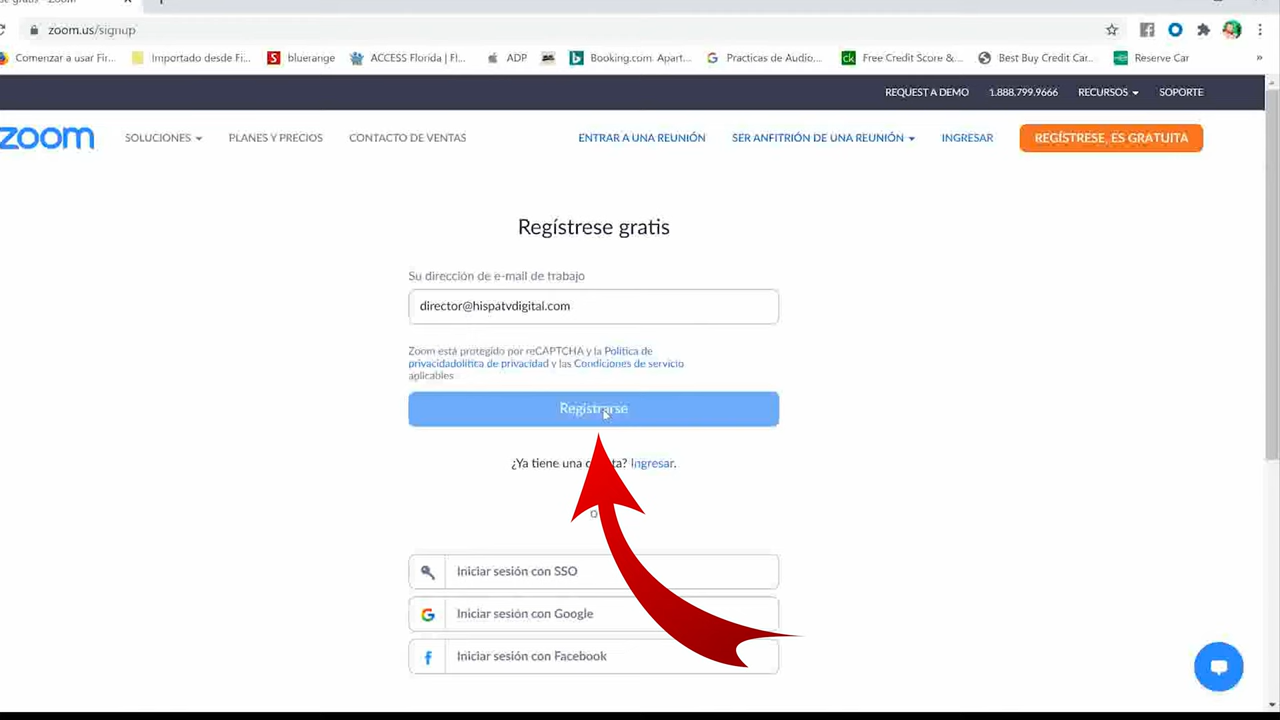 zoom.us/signup
Comenzar a usar Fir... Importado desde Fi... bluerange ACCESS Florida | Fl... ADP Booking.com: Apart... Practicas de Audio,... Free Credit Score &... Best Buy Credit Car... Reserve Car »
REQUEST A DEMO 1.888.799.9666 RECURSOS SOPORTE
zoom SOLUCIONES PLANES Y PRECIOS CONTACTO DE VENTAS ENTRAR A UNA REUNIÓN SER ANFITRIÓN DE UNA REUNIÓN INGRESAR REGÍSTRESE, ES GRATUITA
Regístrese gratis
Su dirección de e-mail de trabajo
director@hispatvdigital.com
Zoom está protegido por reCAPTCHA y la Política de
privacidadolítica de privacidad y las Condiciones de servicio
aplicables
Registrarse
¿Ya tiene una ta? Ingresar.
o
Iniciar sesión con SSO
Iniciar sesión con Google
Iniciar sesión con Facebook